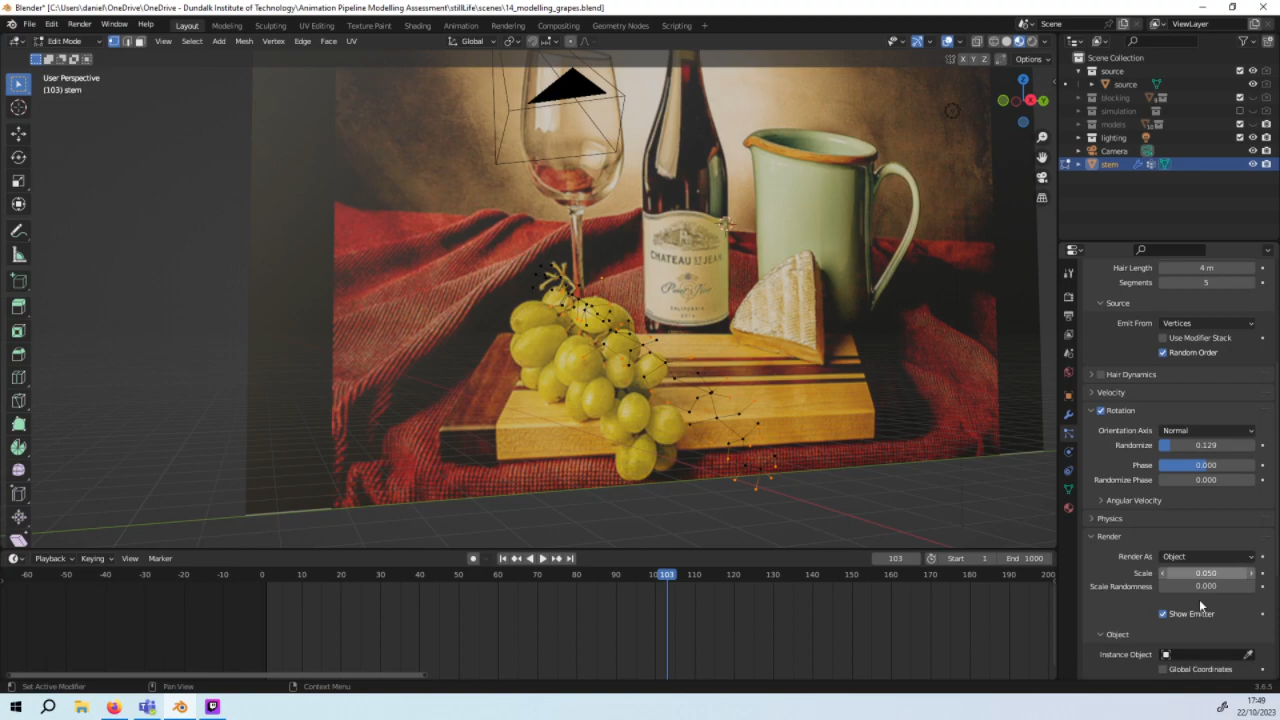 Blender* [C:\Users\daniel\OneDrive\OneDrive - Dundalk Institute of Technology\Animation Pipeline Modelling Assessment\stillLife\scenes\14_modelling_grapes.blend]
File Edit Render Window Help Layout Modeling Sculpting UV Editing Texture Paint Shading Animation Rendering Compositing Geometry Nodes Scripting + Scene ViewLayer
Edit Mode View Select Add Mesh Vertex Edge Face UV Global
X Y Z Options
User Perspective
(103) stem
Z
X
Y
CHATEAU ST JEAN
Pinot Noir
CALIFORNIA
Scene Collection
source
source
blocking
simulation
models
lighting
Camera
stem
Hair Length 4 m
Segments 5
Source
Emit From Vertices
Use Modifier Stack
Random Order
Hair Dynamics
Velocity
Rotation
Orientation Axis Normal
Randomize 0.129
Phase 0.000
Randomize Phase 0.000
Angular Velocity
Physics
Render
Render As Object
Scale 0.050
Scale Randomness 0.000
Show Emitter
Object
Instance Object
Global Coordinates
Playback Keying View Marker 103 Start 1 End 1000
-60 -50 -40 -30 -20 -10 0 10 20 30 40 50 60 70 80 90 103 110 120 130 140 150 160 170 180 190 200
Set Active Modifier Pan View Context Menu 3.6.5
17:49
22/10/2023